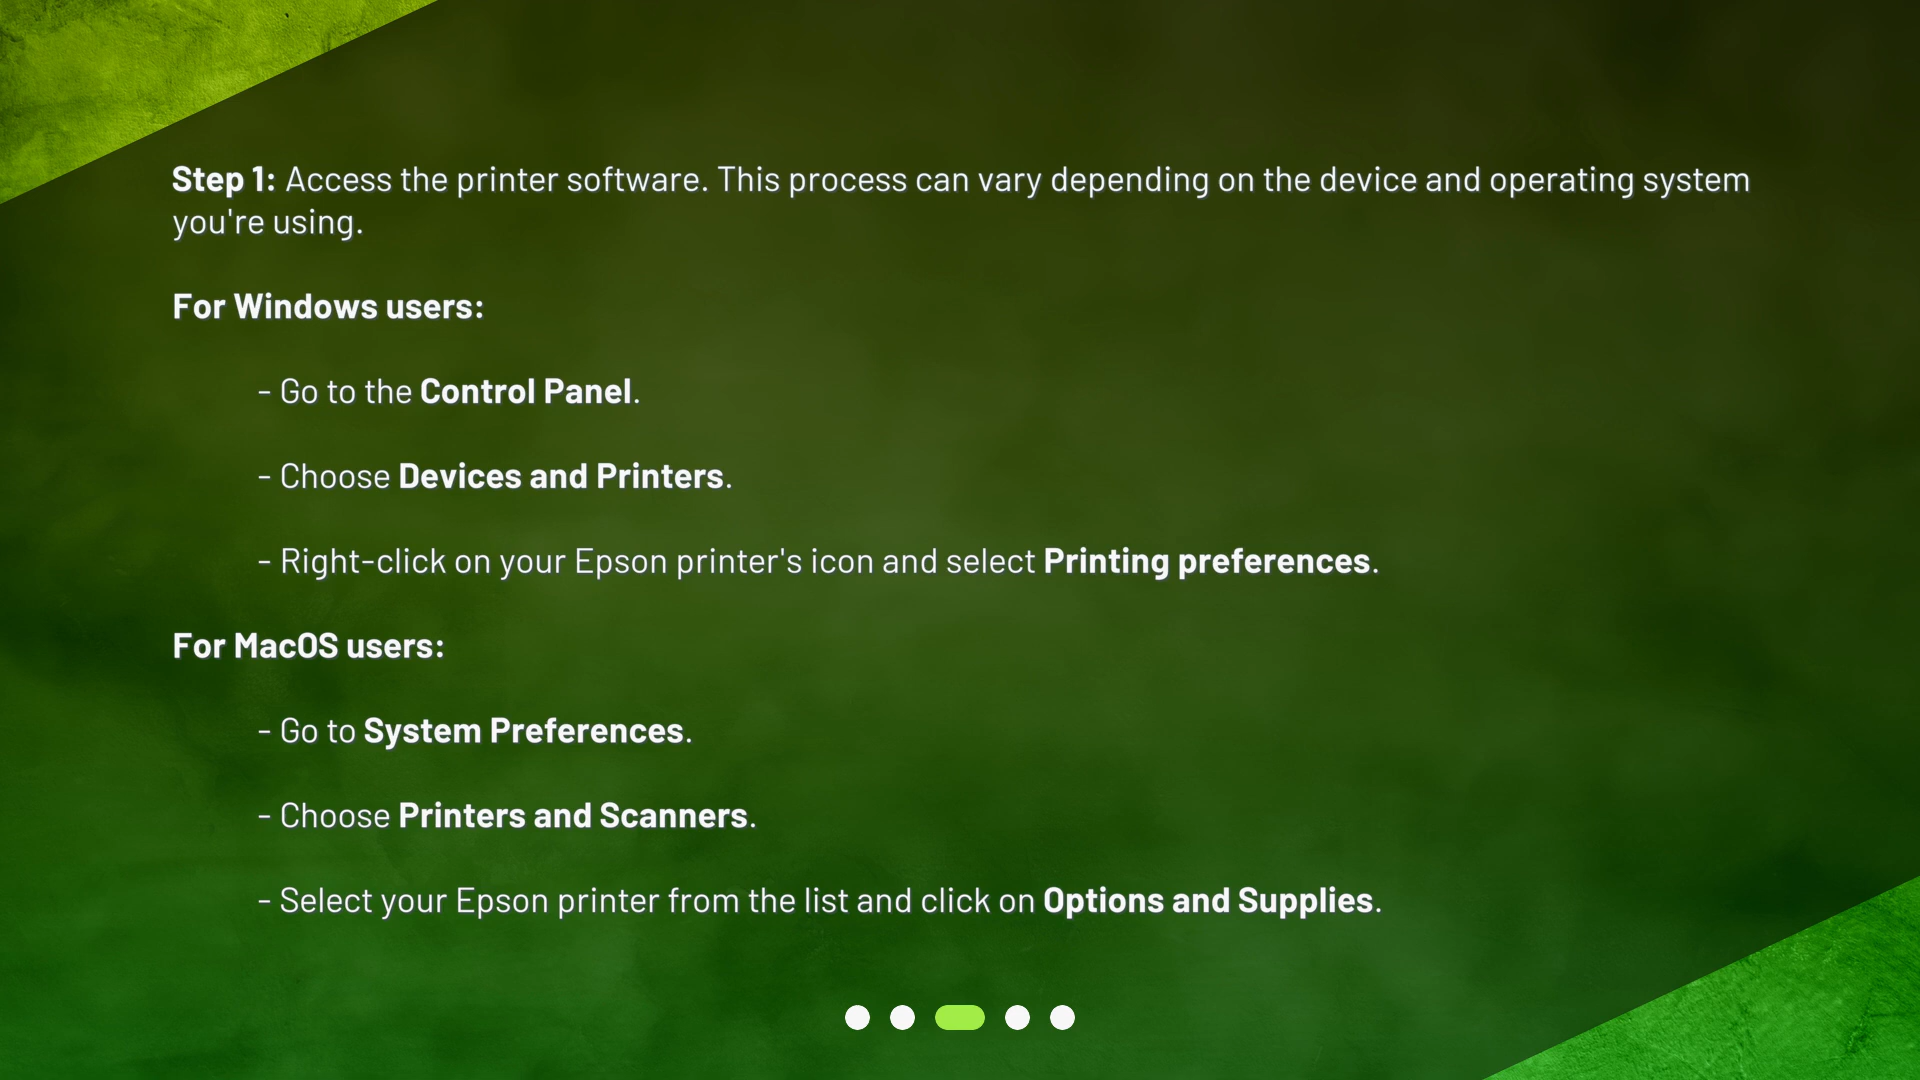 Step 1: Access the printer software. This process can vary depending on the device and operating system
you're using.
For Windows users:
- Go to the Control Panel.
- Choose Devices and Printers.
- Right-click on your Epson printer's icon and select Printing preferences.
For MacOS users:
- Go to System Preferences.
- Choose Printers and Scanners.
- Select your Epson printer from the list and click on Options and Supplies.